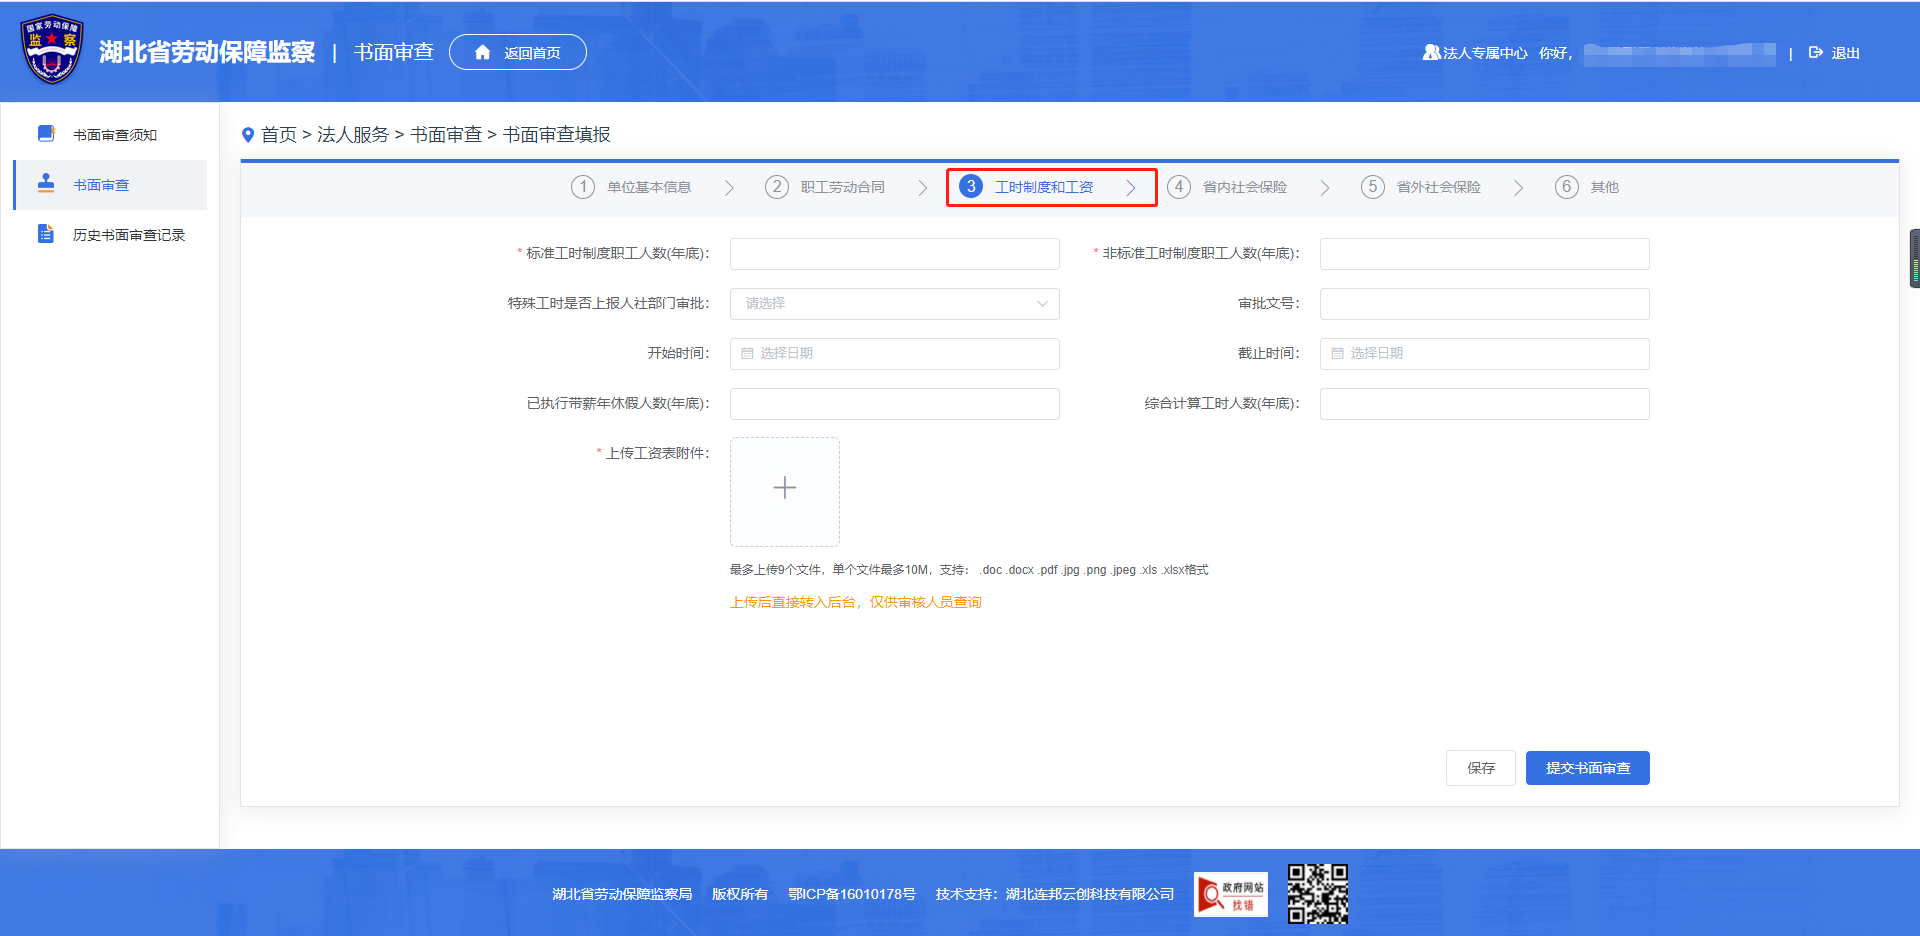 国家劳动保障
监察
湖北省劳动保障监察 | 书面审查 返回首页
法人专属中心 你好, | 退出
书面审查须知
书面审查
历史书面审查记录
首页 > 法人服务 > 书面审查 > 书面审查填报
1 单位基本信息
2 职工劳动合同
3 工时制度和工资
4 省内社会保险
5 省外社会保险
6 其他
* 标准工时制度职工人数(年底):
* 非标准工时制度职工人数(年底):
特殊工时是否上报人社部门审批: 请选择
审批文号:
开始时间: 选择日期
截止时间: 选择日期
已执行带薪年休假人数(年底):
综合计算工时人数(年底):
* 上传工资表附件:
最多上传9个文件，单个文件最多10M，支持： .doc .docx .pdf .jpg .png .jpeg .xls .xlsx格式
上传后直接转入后台，仅供审核人员查询
保存 提交书面审查
湖北省劳动保障监察局 版权所有 鄂ICP备16010178号 技术支持：湖北连邦云创科技有限公司
政府网站
找错